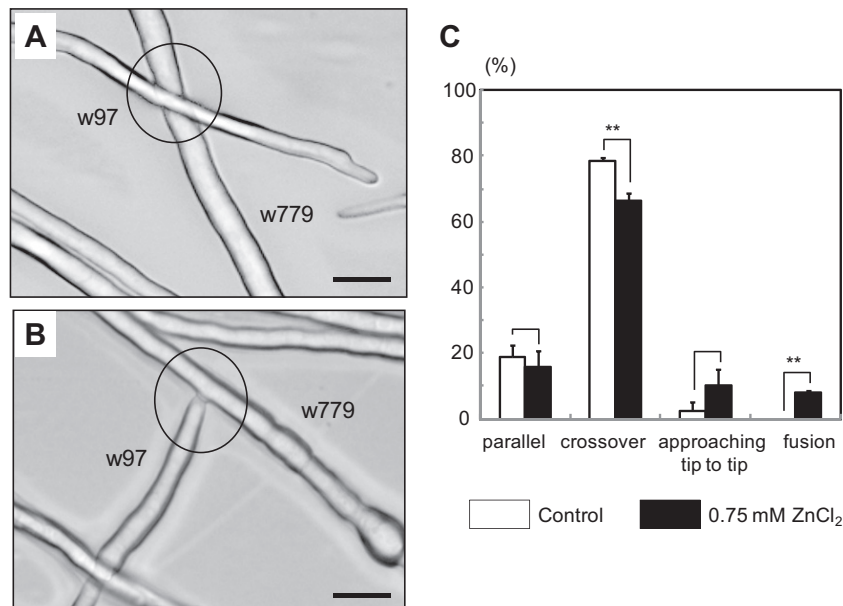 A
w97
w779
B
w779
w97
C
(%)
100
80
60
40
20
0
**
**
parallel
crossover
approaching
tip to tip
fusion
Control
0.75 mM ZnCl₂